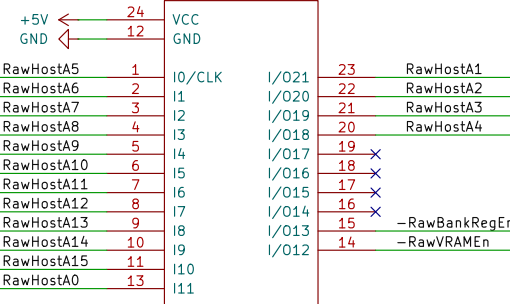 +5V 24 VCC
GND 12 GND
RawHostA5 1 I0/CLK I/O21 23 RawHostA1
RawHostA6 2 I1 I/O20 22 RawHostA2
RawHostA7 3 I2 I/O19 21 RawHostA3
RawHostA8 4 I3 I/O18 20 RawHostA4
RawHostA9 5 I4 I/O17 19
RawHostA10 6 I5 I/O16 18
RawHostA11 7 I6 I/O15 17
RawHostA12 8 I7 I/O14 16
RawHostA13 9 I8 I/O13 15 -RawBankRegEn
RawHostA14 10 I9 I/O12 14 -RawVRAMEn
RawHostA15 11 I10
RawHostA0 13 I11